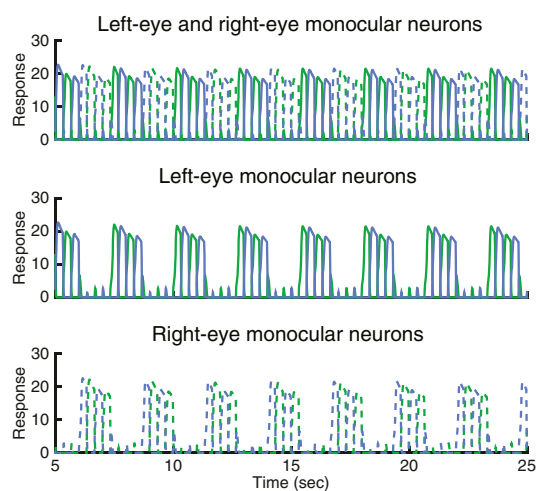 Left-eye and right-eye monocular neurons
30
20
10
0
Response
Left-eye monocular neurons
30
20
10
0
Response
Right-eye monocular neurons
30
20
10
0
Response
5 10 15 20 25
Time (sec)